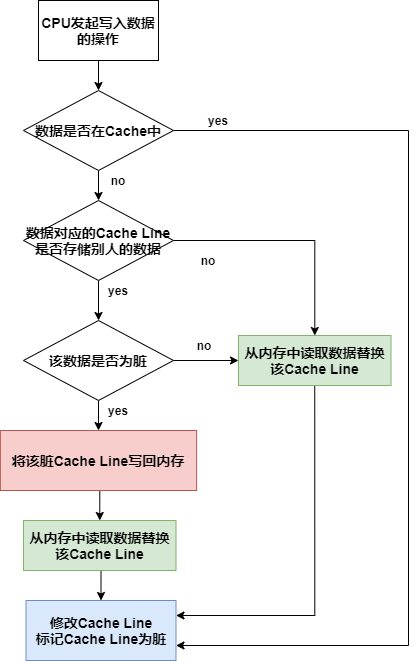 CPU发起写入数据
的操作
数据是否在Cache中
yes
no
数据对应的Cache Line
是否存储别人的数据
no
yes
该数据是否为脏
no
从内存中读取数据替换
该Cache Line
yes
将该脏Cache Line写回内存
从内存中读取数据替换
该Cache Line
修改Cache Line
标记Cache Line为脏